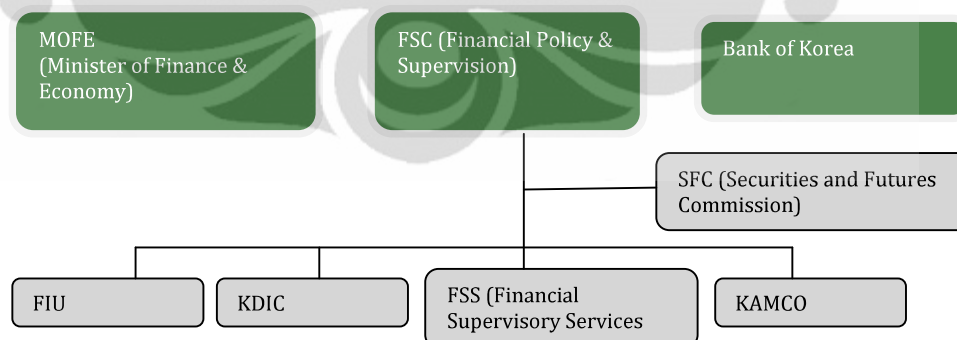 MOFE
(Minister of Finance &
Economy)
FSC (Financial Policy &
Supervision)
Bank of Korea
SFC (Securities and Futures
Commission)
FIU
KDIC
FSS (Financial
Supervisory Services
KAMCO